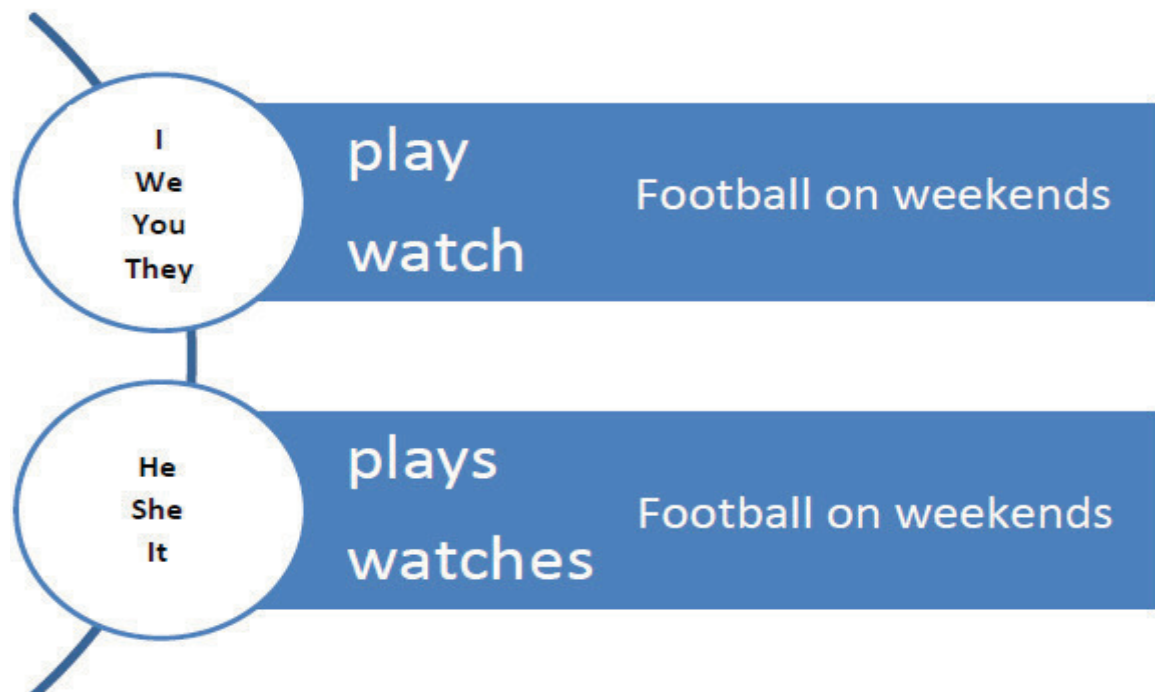 I
We
You
They
play
watch
Football on weekends
He
She
It
plays
watches
Football on weekends